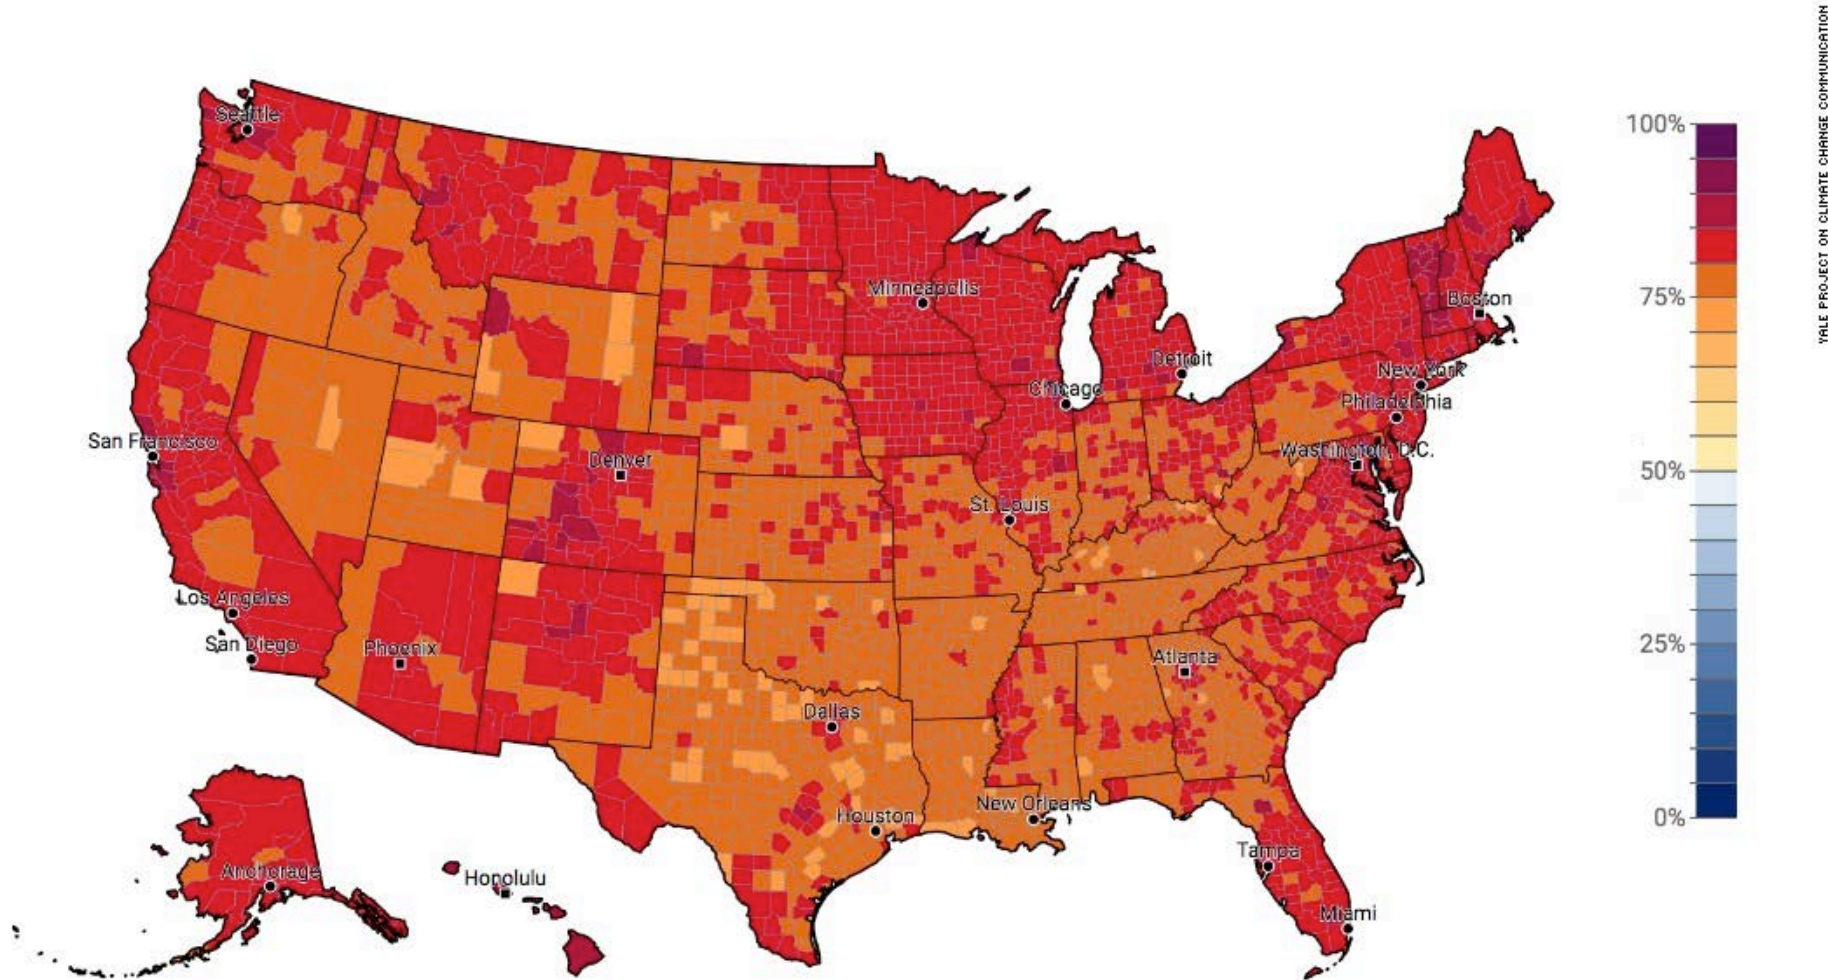 YALE PROJECT ON CLIMATE CHANGE COMMUNICATION
100%
75%
50%
25%
0%
Seattle
Minneapolis
Boston
Detroit
New York
Chicago
Philadelphia
San Francisco
Washington, D.C.
Denver
St. Louis
Los Angeles
San Diego
Phoenix
Atlanta
Dallas
New Orleans
Houston
Tampa
Anchorage
Honolulu
Miami